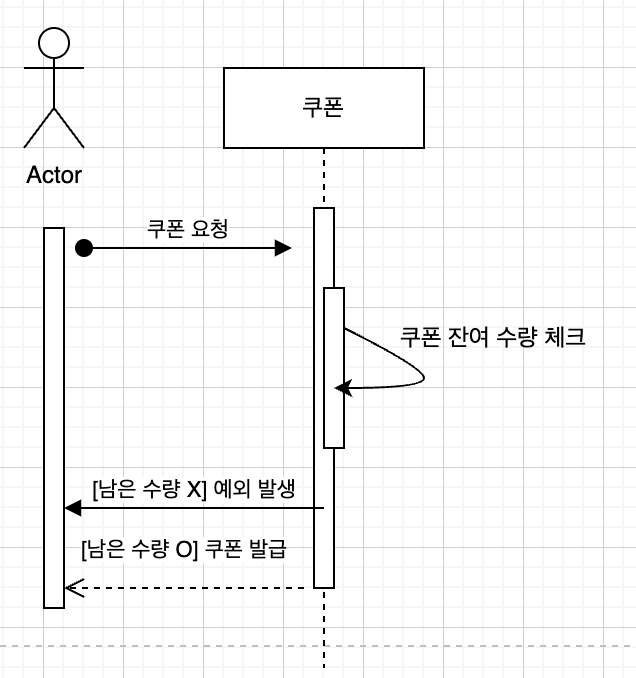 쿠폰
Actor
쿠폰 요청
쿠폰 잔여 수량 체크
[남은 수량 X] 예외 발생
[남은 수량 O] 쿠폰 발급